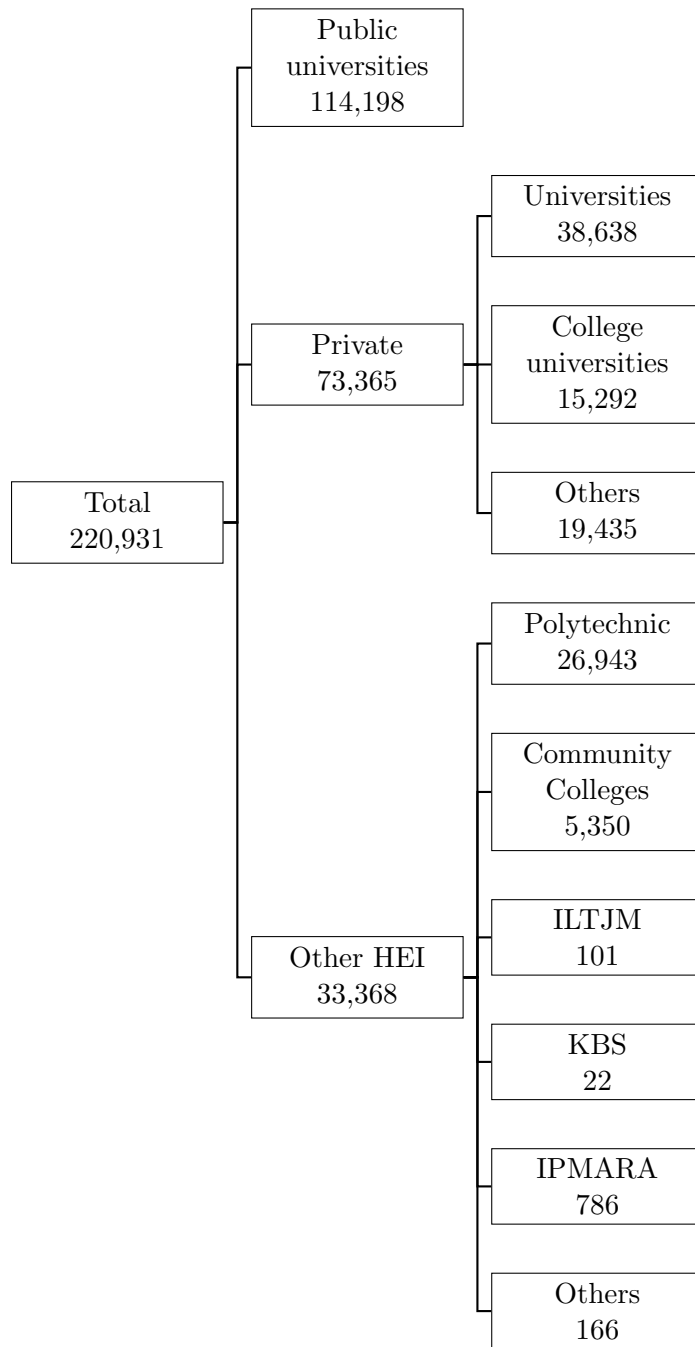 Public
universities
114,198
Universities
38,638
College
universities
15,292
Private
73,365
Others
19,435
Total
220,931
Polytechnic
26,943
Community
Colleges
5,350
ILTJM
101
Other HEI
33,368
KBS
22
IPMARA
786
Others
166